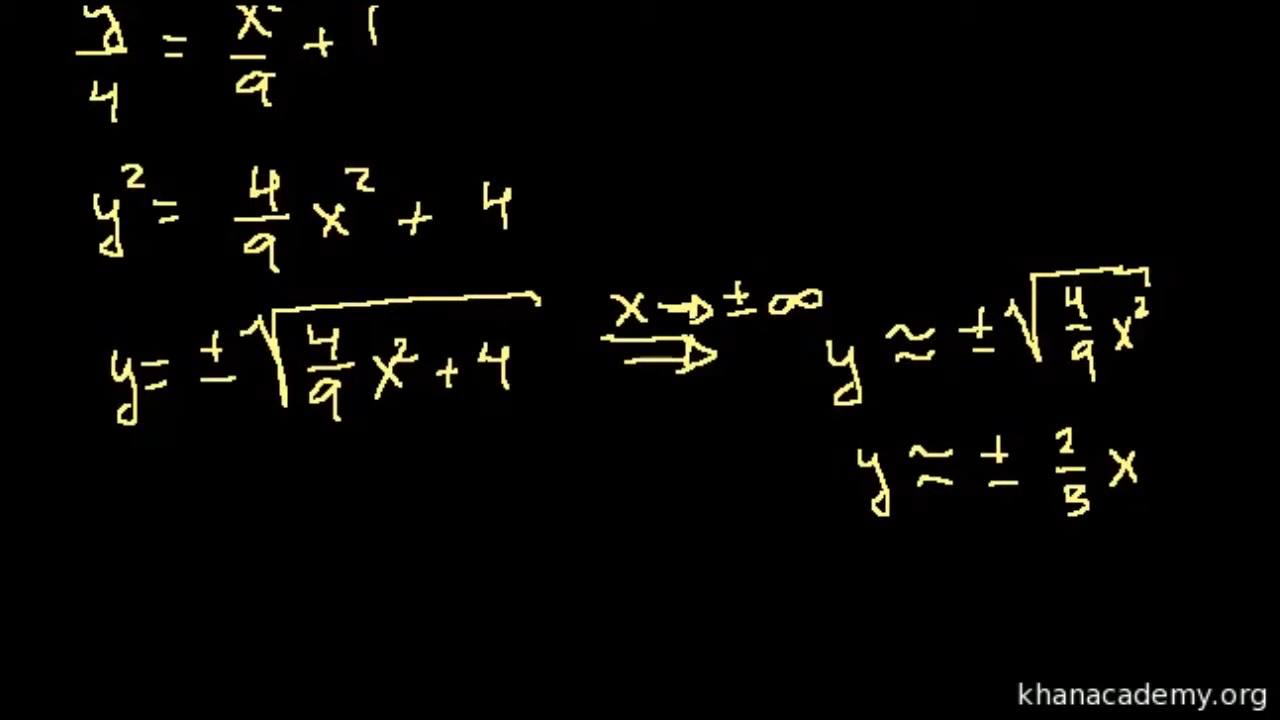 y/4 = x²/9 + 1
y² = 4/9 x² + 4
y = ± √(4/9 x² + 4) x → ± ∞ ⇒ y ≈ ± √(4/9 x²)
y ≈ ± 2/3 x
khanacademy.org